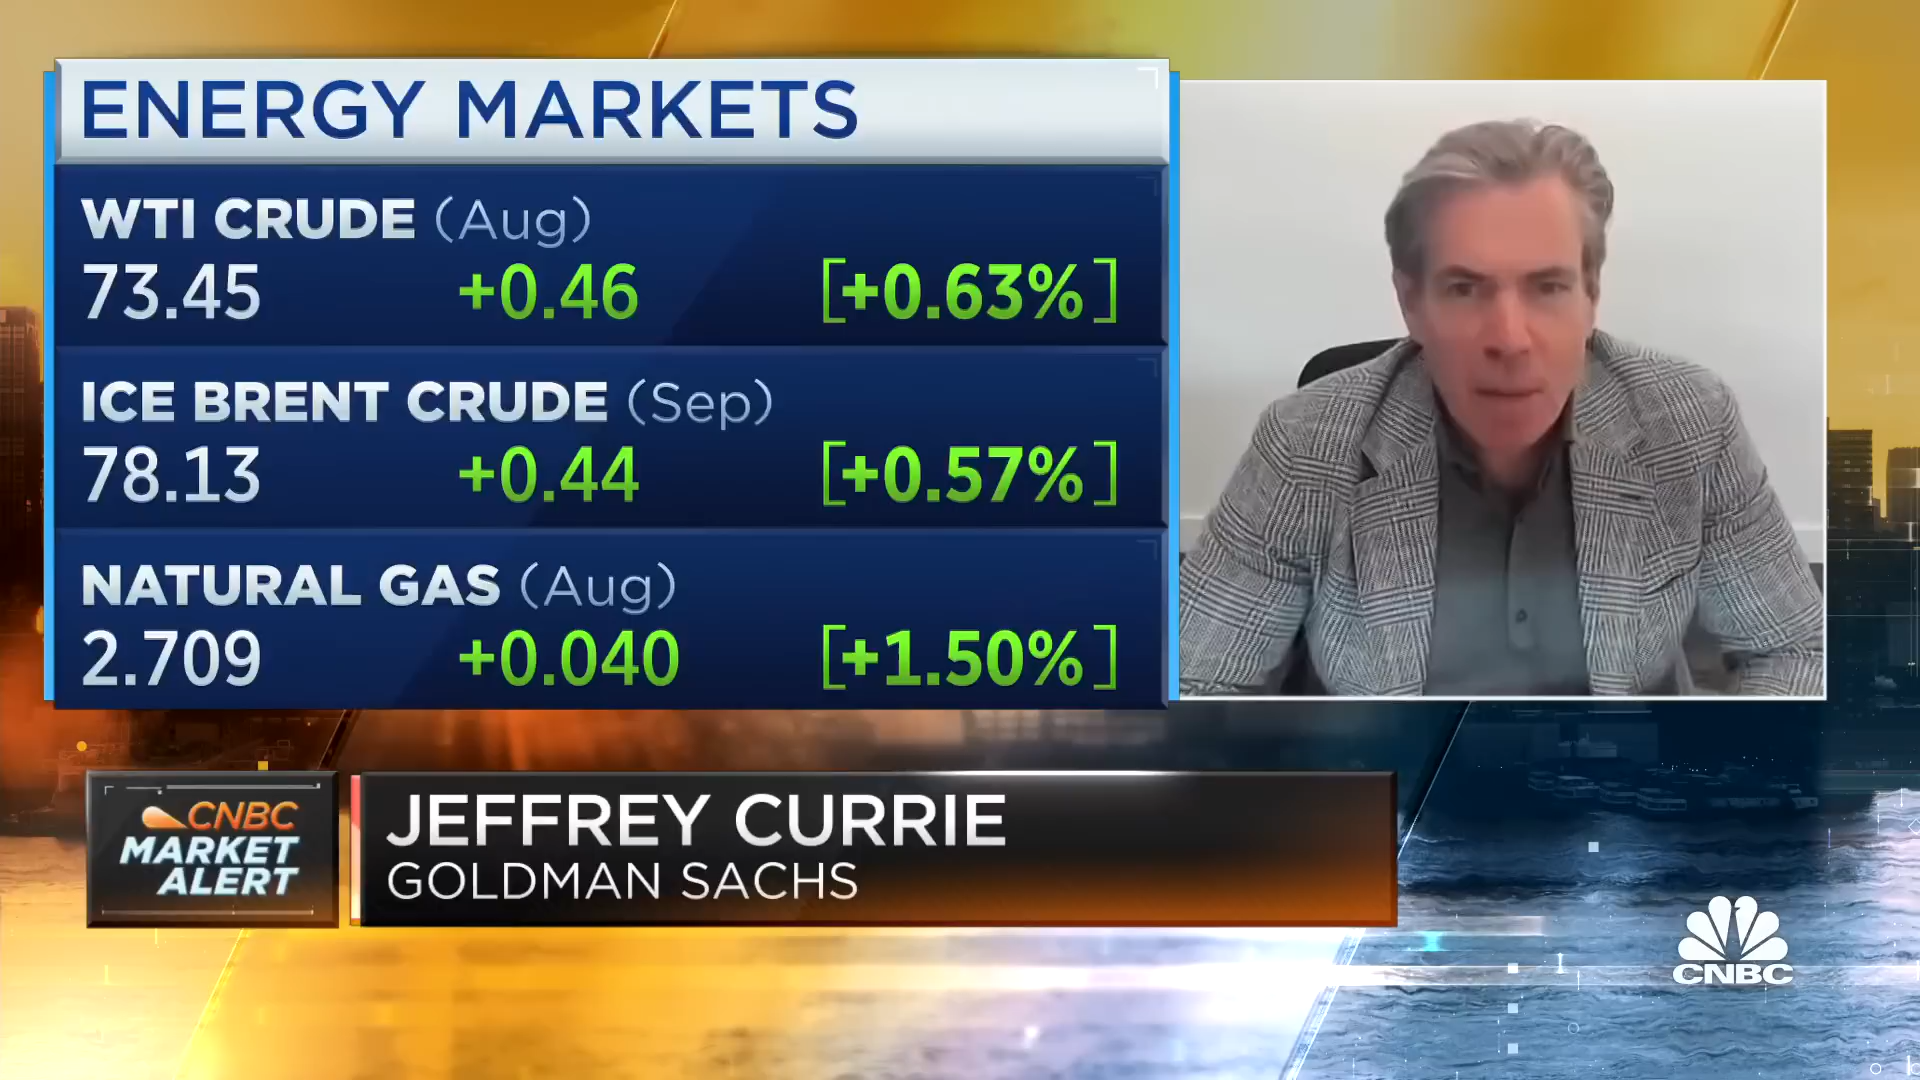 ENERGY MARKETS
WTI CRUDE (Aug)
73.45 +0.46 [+0.63%]
ICE BRENT CRUDE (Sep)
78.13 +0.44 [+0.57%]
NATURAL GAS (Aug)
2.709 +0.040 [+1.50%]
CNBC
MARKET
ALERT
JEFFREY CURRIE
GOLDMAN SACHS
CNBC